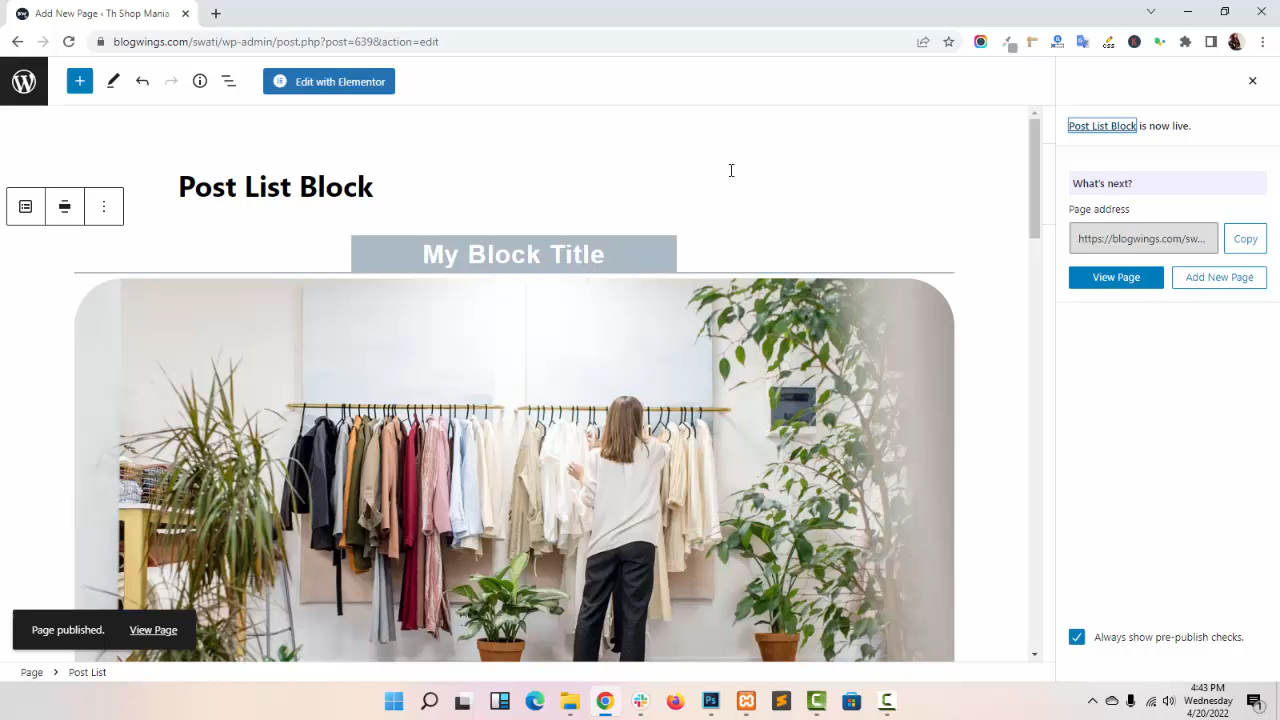 Add New Page ‹ Th Shop Mania
blogwings.com/swati/wp-admin/post.php?post=6398&action=edit
Edit with Elementor
Post List Block is now live.
What's next?
Page address
https://blogwings.com/sw...
Copy
View Page
Add New Page
Post List Block
My Block Title
Page published.
View Page
Always show pre-publish checks.
Page
Post List
4:43 PM
Wednesday
4/20/2022